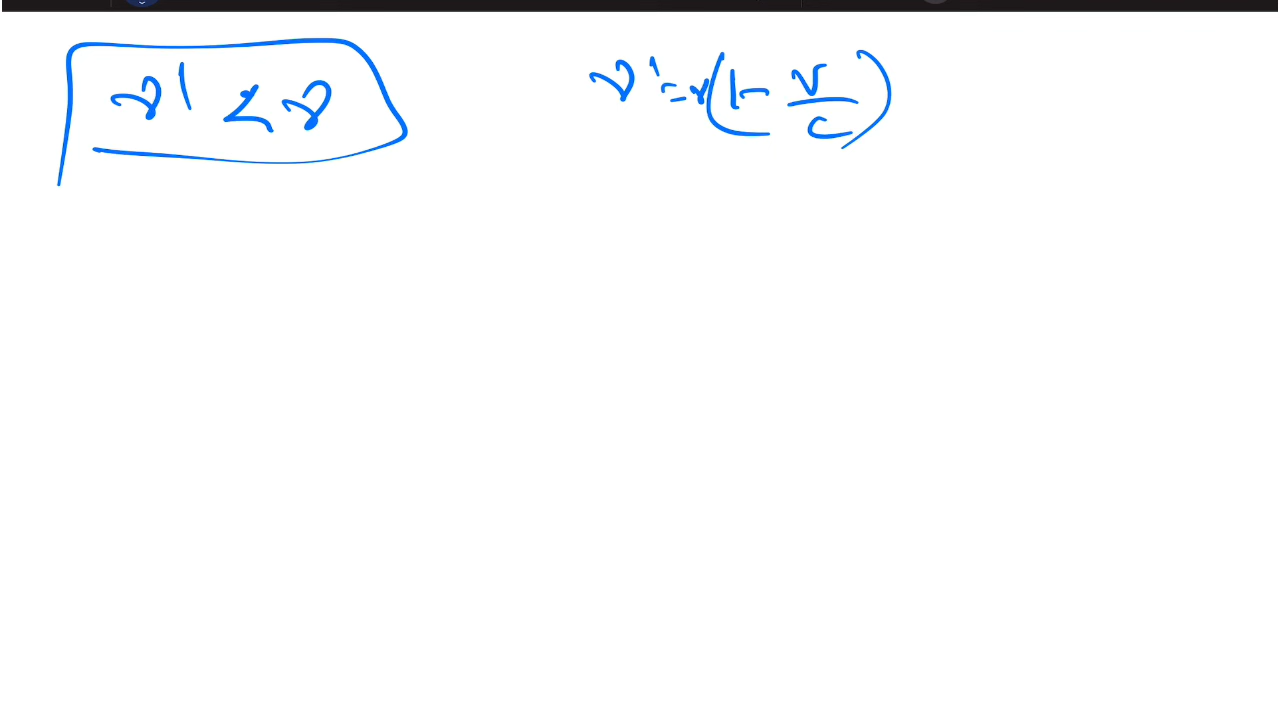 ν' < ν
ν' = ν(1 - v/c)